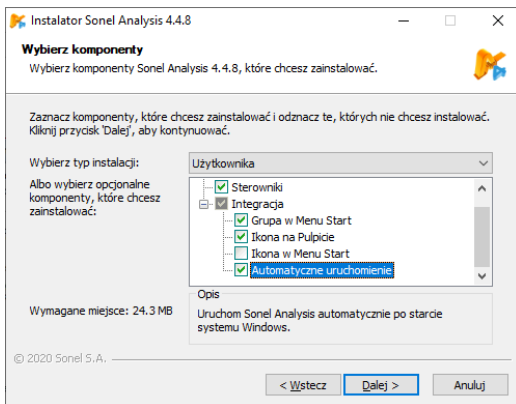 Instalator Sonel Analysis 4.4.8
Wybierz komponenty
Wybierz komponenty Sonel Analysis 4.4.8, które chcesz zainstalować.
Zaznacz komponenty, które chcesz zainstalować i odznacz te, których nie chcesz instalować.
Kliknij przycisk 'Dalej', aby kontynuować.
Wybierz typ instalacji:
Użytkownika
Albo wybierz opcjonalne
komponenty, które chcesz
zainstalować:
Sterowniki
Integracja
Grupa w Menu Start
Ikona na Pulpicie
Ikona w Menu Start
Automatyczne uruchomienie
Wymagane miejsce: 24.3 MB
Opis
Uruchom Sonel Analysis automatycznie po starcie
systemu Windows.
© 2020 Sonel S.A.
< Wstecz
Dalej >
Anuluj